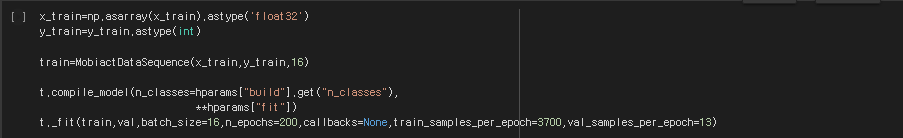 [ ] x_train=np.asarray(x_train).astype('float32')
y_train=y_train.astype(int)
train=MobiactDataSequence(x_train,y_train,16)
t.compile_model(n_classes=hparams["build"].get("n_classes"),
**hparams["fit"])
t._fit(train,val,batch_size=16,n_epochs=200,callbacks=None,train_samples_per_epoch=3700,val_samples_per_epoch=13)